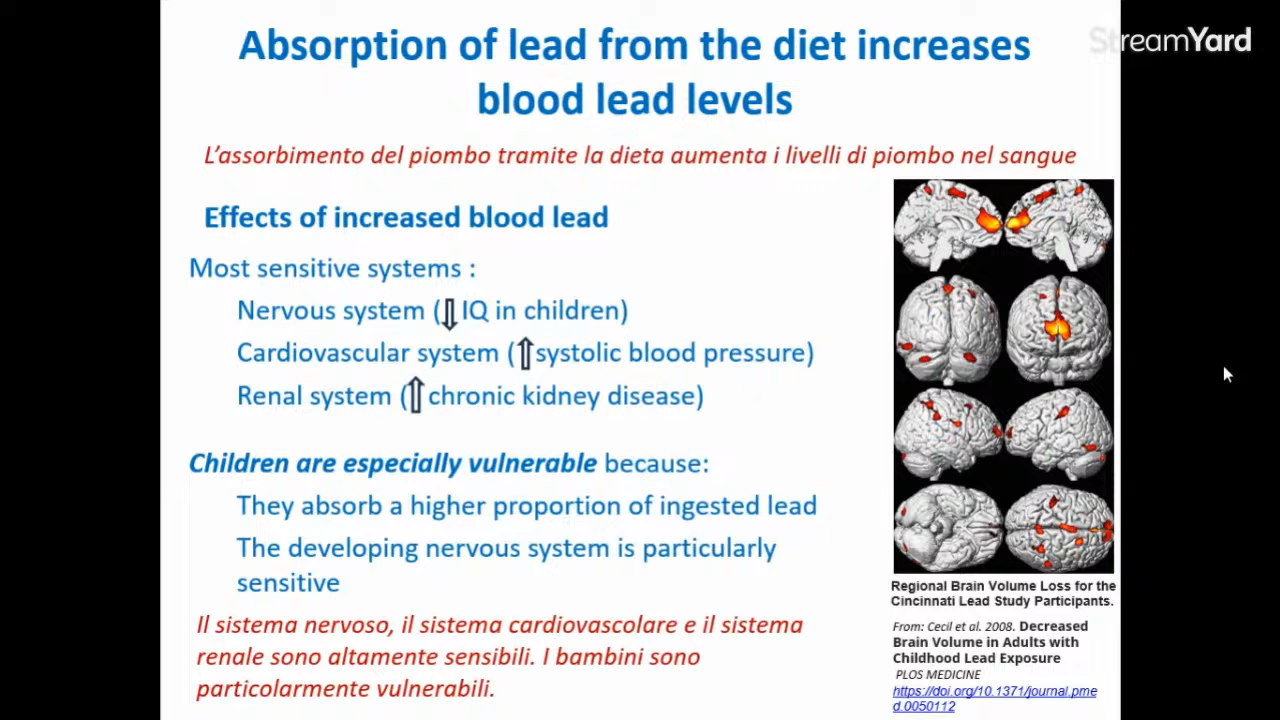 StreamYard
Absorption of lead from the diet increases
blood lead levels
L'assorbimento del piombo tramite la dieta aumenta i livelli di piombo nel sangue
Effects of increased blood lead
Most sensitive systems :
Nervous system (⇩IQ in children)
Cardiovascular system (⇧systolic blood pressure)
Renal system (⇧chronic kidney disease)
Children are especially vulnerable because:
They absorb a higher proportion of ingested lead
The developing nervous system is particularly
sensitive
Il sistema nervoso, il sistema cardiovascolare e il sistema
renale sono altamente sensibili. I bambini sono
particolarmente vulnerabili.
Regional Brain Volume Loss for the
Cincinnati Lead Study Participants.
From: Cecil et al. 2008. Decreased
Brain Volume in Adults with
Childhood Lead Exposure
PLOS MEDICINE
https://doi.org/10.1371/journal.pme
d.0050112